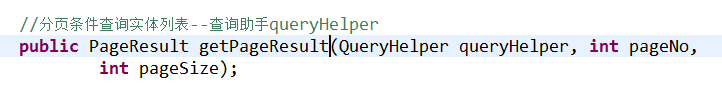 //分页条件查询实体列表--查询助手queryHelper
public PageResult getPageResult(QueryHelper queryHelper, int pageNo,
int pageSize);